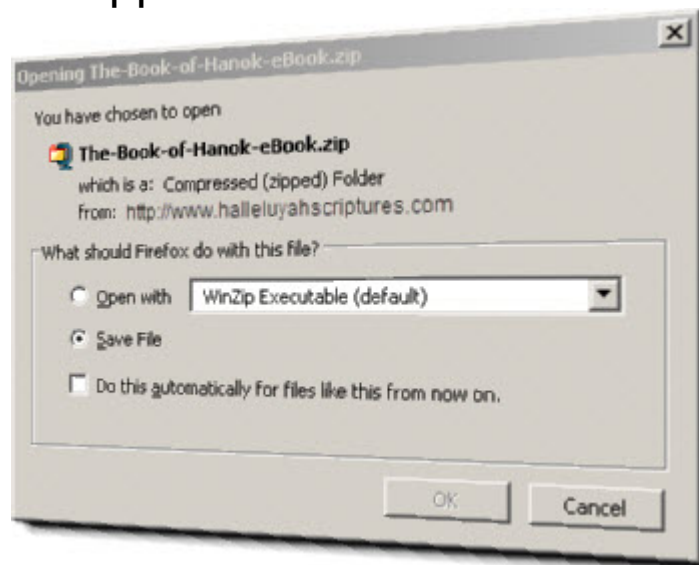 Opening The-Book-of-Hanok-eBook.zip
You have chosen to open
The-Book-of-Hanok-eBook.zip
which is a: Compressed (zipped) Folder
from: http://www.halleluyahscriptures.com
What should Firefox do with this file?
Open with WinZip Executable (default)
Save File
Do this automatically for files like this from now on.
OK Cancel